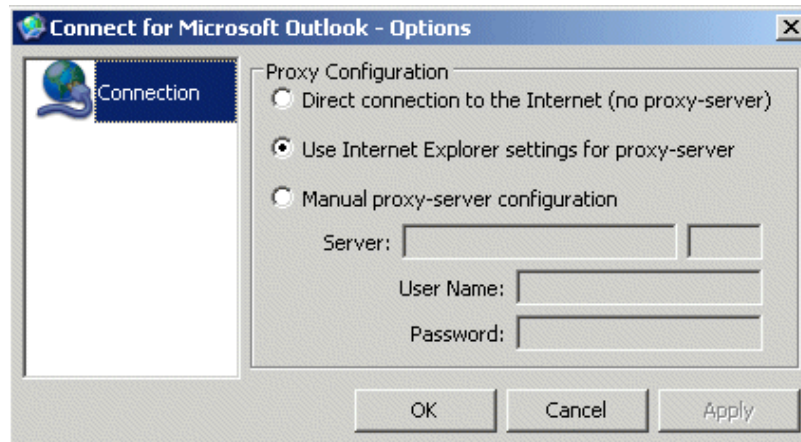 Connect for Microsoft Outlook - Options
Connection
Proxy Configuration
Direct connection to the Internet (no proxy-server)
Use Internet Explorer settings for proxy-server
Manual proxy-server configuration
Server:
User Name:
Password:
OK Cancel Apply